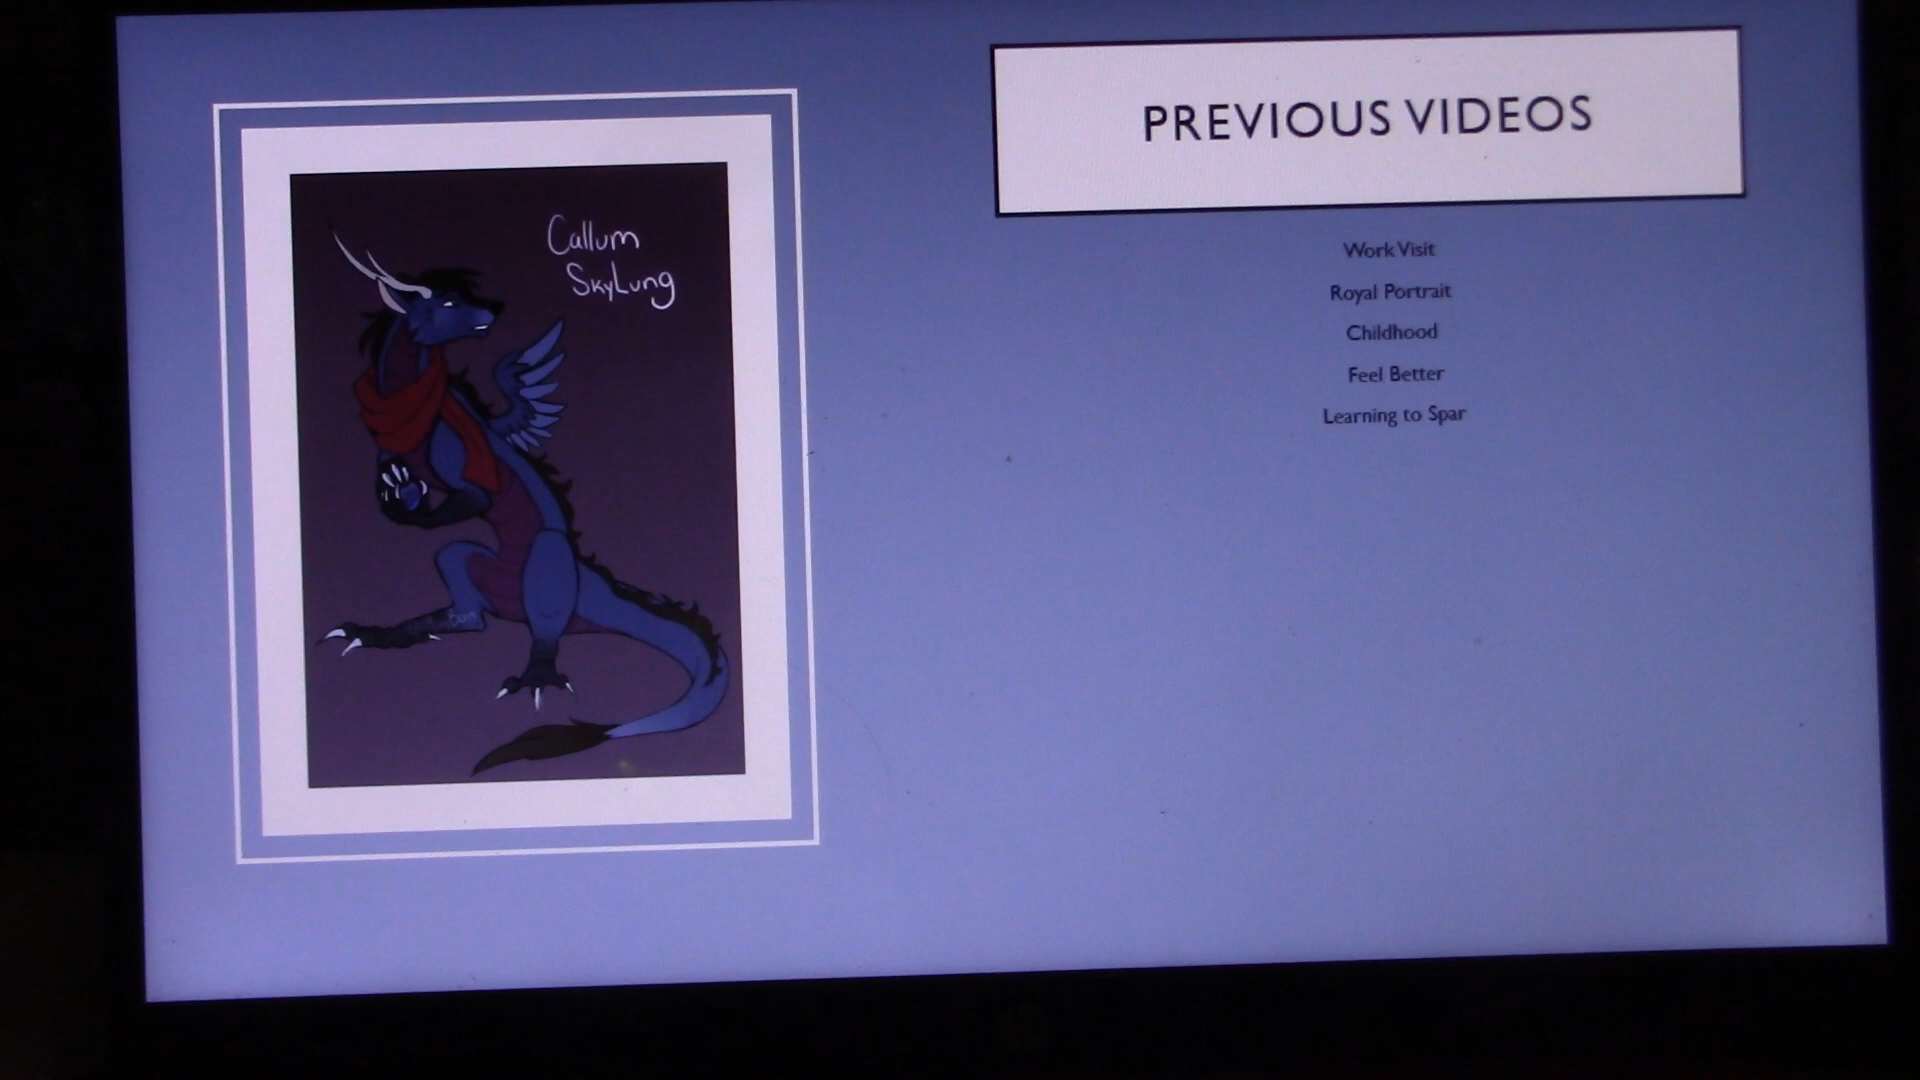 Callum
SkyLung
PREVIOUS VIDEOS
Work Visit
Royal Portrait
Childhood
Feel Better
Learning to Spar